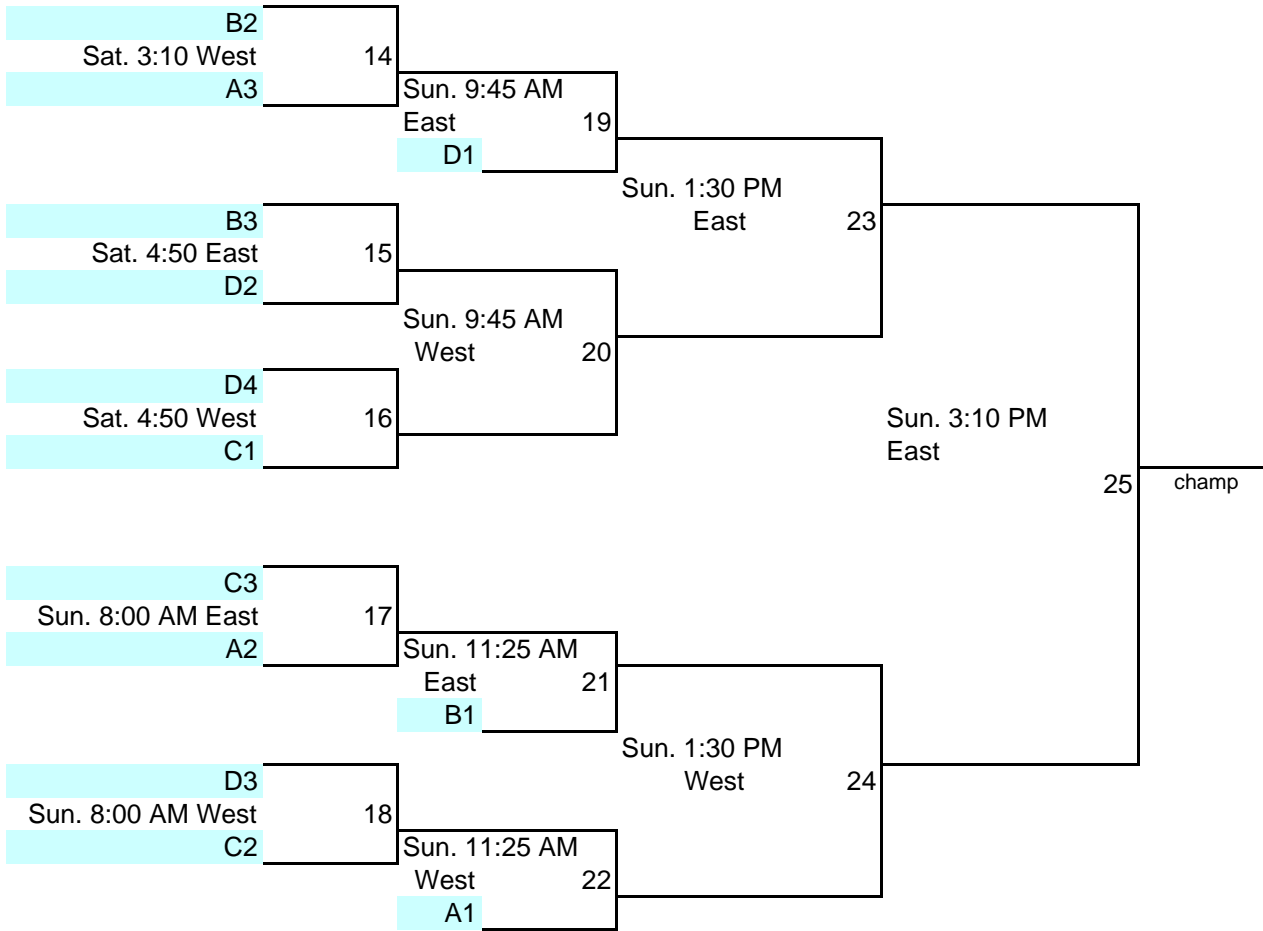 B2
Sat. 3:10 West
14
A3
Sun. 9:45 AM
East
19
D1
Sun. 1:30 PM
East
23
B3
Sat. 4:50 East
15
D2
Sun. 9:45 AM
West
20
D4
Sat. 4:50 West
16
C1
Sun. 3:10 PM
East
25
champ
C3
Sun. 8:00 AM East
17
A2
Sun. 11:25 AM
East
21
B1
Sun. 1:30 PM
West
24
D3
Sun. 8:00 AM West
18
C2
Sun. 11:25 AM
West
22
A1